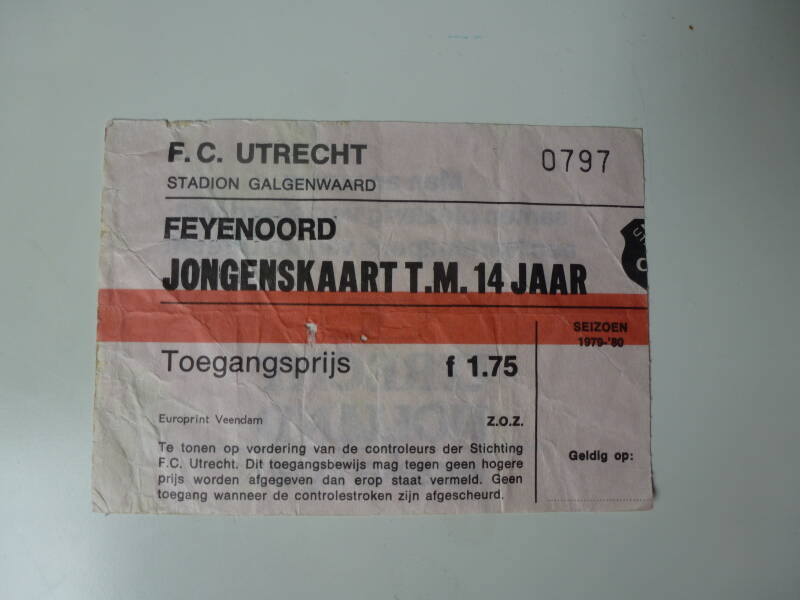 F.C. UTRECHT
0797
STADION GALGENWAARD
FEYENOORD
JONGENSKAART T.M. 14 JAAR
SEIZOEN
1979-'80
Toegangsprijs f 1.75
Europrint Veendam Z.O.Z.
Te tonen op vordering van de controleurs der Stichting
F.C. Utrecht. Dit toegangsbewijs mag tegen geen hogere
prijs worden afgegeven dan erop staat vermeld. Geen
toegang wanneer de controlestroken zijn afgescheurd.
Geldig op: